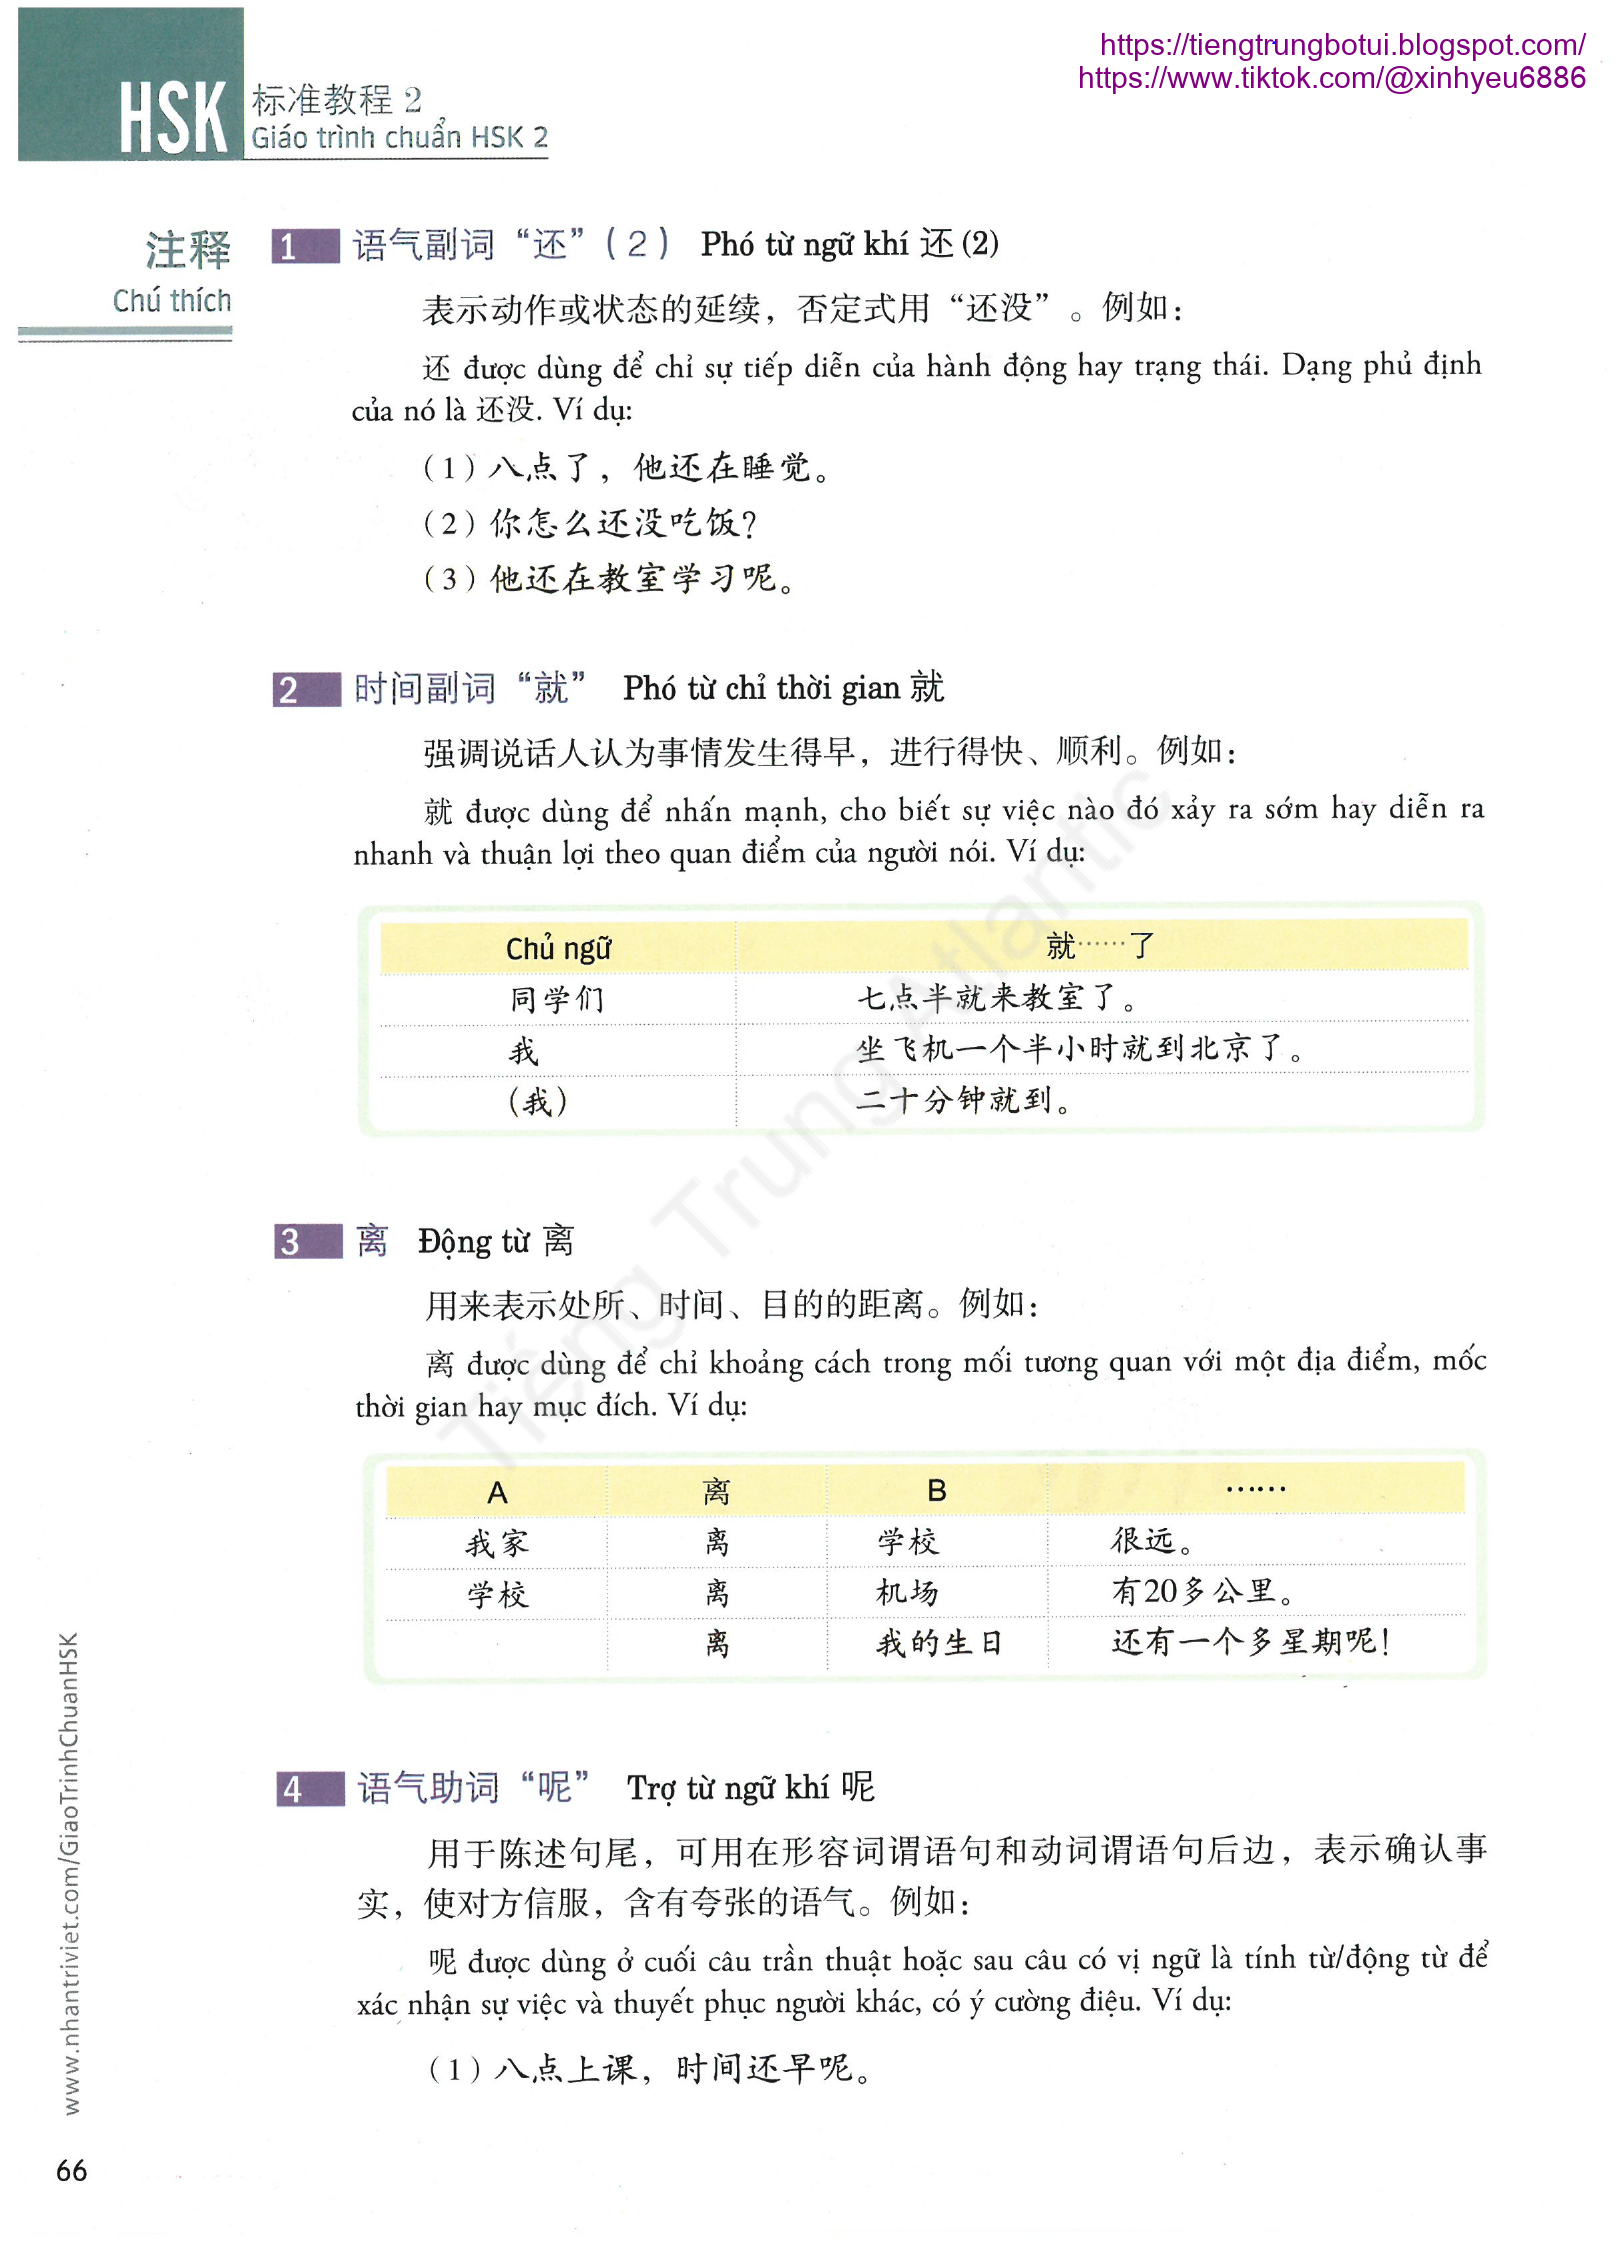 https://tiengtrungbotui.blogspot.com/
https://www.tiktok.com/@xinhyeu6886
HSK 标准教程 2
Giáo trình chuẩn HSK 2
注释
Chú thích
1 语气副词“还”(2) Phó từ ngữ khí 还 (2)
表示动作或状态的延续，否定式用“还没”。例如：
还 được dùng để chỉ sự tiếp diễn của hành động hay trạng thái. Dạng phủ định
của nó là 还没. Ví dụ:
(1) 八点了，他还在睡觉。
(2) 你怎么还没吃饭？
(3) 他还在教室学习呢。
2 时间副词“就” Phó từ chỉ thời gian 就
强调说话人认为事情发生得早，进行得快、顺利。例如：
就 được dùng để nhấn mạnh, cho biết sự việc nào đó xảy ra sớm hay diễn ra
nhanh và thuận lợi theo quan điểm của người nói. Ví dụ:
Chủ ngữ 就……了
同学们 七点半就来教室了。
我 坐飞机一个半小时就到北京了。
(我) 二十分钟就到。
3 离 Động từ 离
用来表示处所、时间、目的的距离。例如：
离 được dùng để chỉ khoảng cách trong mối tương quan với một địa điểm, mốc
thời gian hay mục đích. Ví dụ:
A 离 B ……
我家 离 学校 很远。
学校 离 机场 有20多公里。
离 我的生日 还有一个多星期呢！
4 语气助词“呢” Trợ từ ngữ khí 呢
用于陈述句尾，可用在形容词谓语句和动词谓语句后边，表示确认事
实，使对方信服，含有夸张的语气。例如：
呢 được dùng ở cuối câu trần thuật hoặc sau câu có vị ngữ là tính từ/động từ để
xác nhận sự việc và thuyết phục người khác, có ý cường điệu. Ví dụ:
(1) 八点上课，时间还早呢。
Tiếng Trung Atlantic
www.nhantriviet.com/GiaoTrinhChuanHSK
66